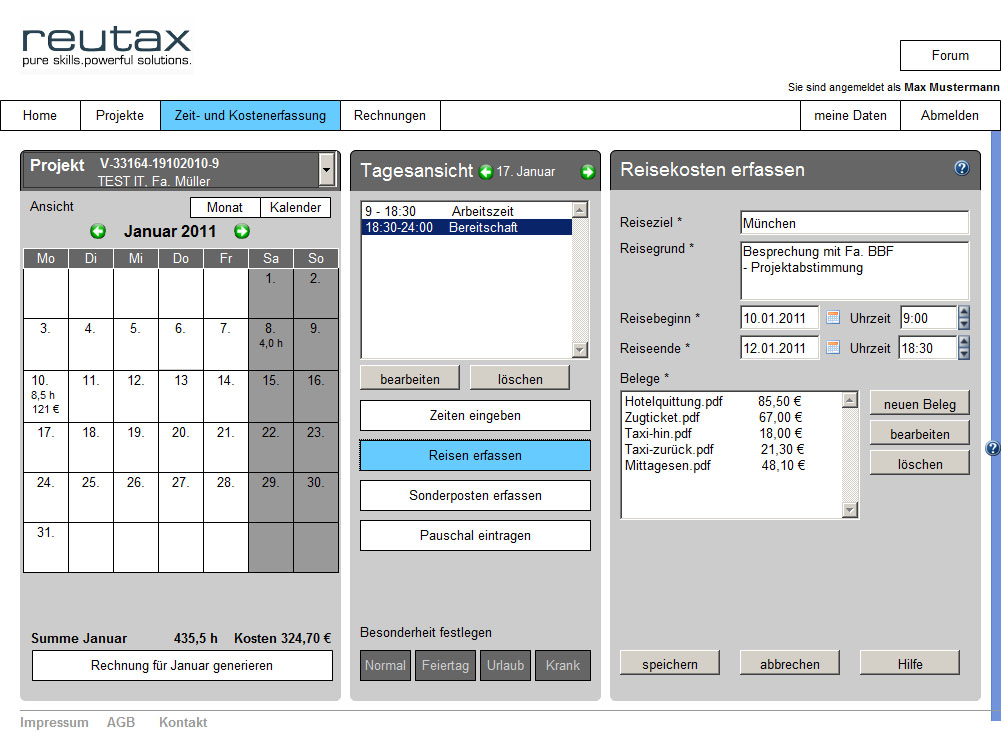 reutax
pure skills.powerful solutions.
Forum
Sie sind angemeldet als Max Mustermann
Home Projekte Zeit- und Kostenerfassung Rechnungen meine Daten Abmelden
Projekt V-33164-19102010-9
TEST IT, Fa. Müller
Ansicht Monat Kalender
Januar 2011
Mo Di Mi Do Fr Sa So
1. 2.
3. 4. 5. 6. 7. 8. 9.
4,0 h
10. 11. 12. 13 14. 15. 16.
8,5 h
121 €
17. 18. 19. 20. 21. 22. 23.
24. 25. 26. 27. 28. 29. 30.
31.
Summe Januar 435,5 h Kosten 324,70 €
Rechnung für Januar generieren
Tagesansicht 17. Januar
9 - 18:30 Arbeitszeit
18:30-24:00 Bereitschaft
bearbeiten löschen
Zeiten eingeben
Reisen erfassen
Sonderposten erfassen
Pauschal eintragen
Besonderheit festlegen
Normal Feiertag Urlaub Krank
Reisekosten erfassen ?
Reiseziel * München
Reisegrund * Besprechung mit Fa. BBF
- Projektabstimmung
Reisebeginn * 10.01.2011 Uhrzeit 9:00
Reiseende * 12.01.2011 Uhrzeit 18:30
Belege *
Hotelquittung.pdf 85,50 €
Zugticket.pdf 67,00 €
Taxi-hin.pdf 18,00 €
Taxi-zurück.pdf 21,30 €
Mittagesen.pdf 48,10 €
neuen Beleg
bearbeiten
löschen
?
speichern abbrechen Hilfe
Impressum AGB Kontakt